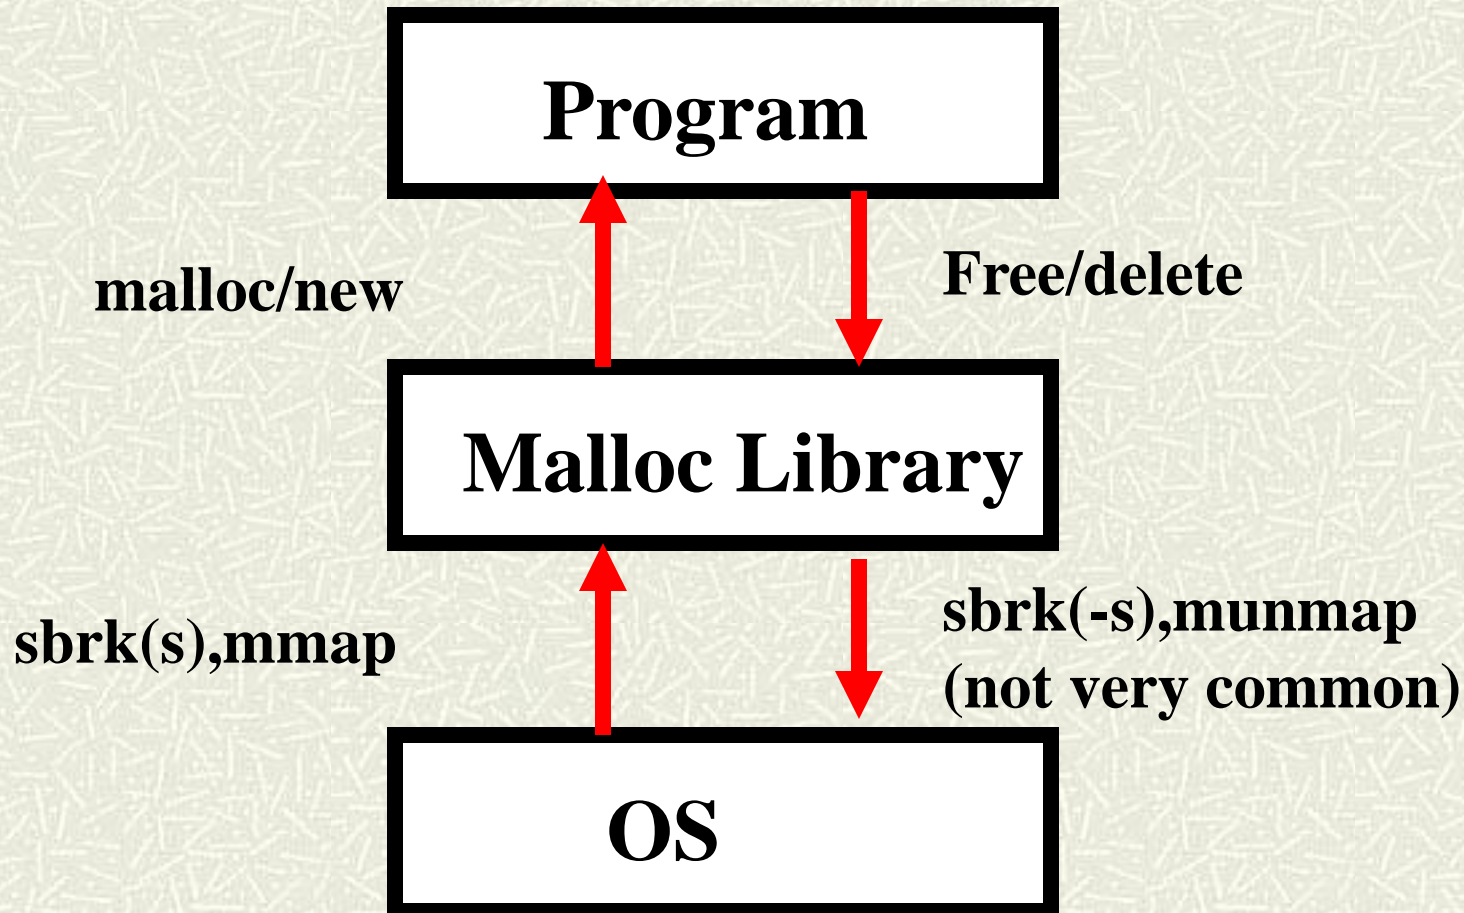 Program
malloc/new
Free/delete
Malloc Library
sbrk(s),mmap
sbrk(-s),munmap
(not very common)
OS